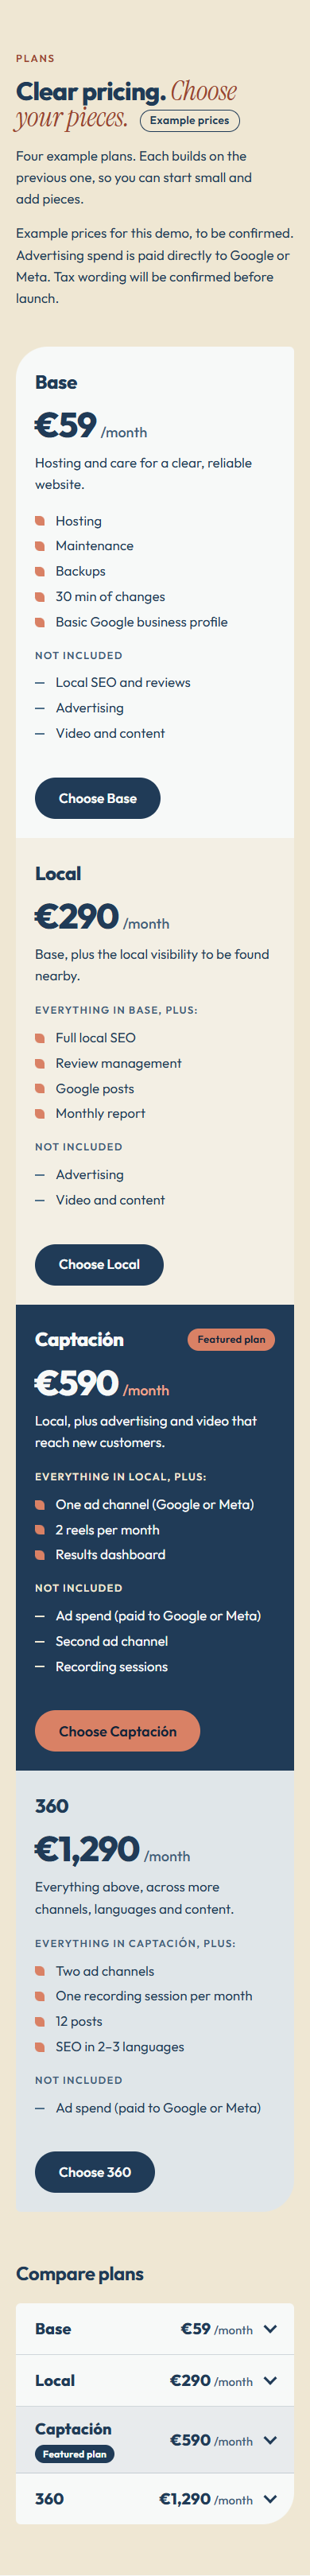 PLANS
Clear pricing. Choose
your pieces. Example prices
Four example plans. Each builds on the
previous one, so you can start small and
add pieces.
Example prices for this demo, to be confirmed.
Advertising spend is paid directly to Google or
Meta. Tax wording will be confirmed before
launch.
Base
€59 /month
Hosting and care for a clear, reliable
website.
Hosting
Maintenance
Backups
30 min of changes
Basic Google business profile
NOT INCLUDED
— Local SEO and reviews
— Advertising
— Video and content
Choose Base
Local
€290 /month
Base, plus the local visibility to be found
nearby.
EVERYTHING IN BASE, PLUS:
Full local SEO
Review management
Google posts
Monthly report
NOT INCLUDED
— Advertising
— Video and content
Choose Local
Captación Featured plan
€590 /month
Local, plus advertising and video that
reach new customers.
EVERYTHING IN LOCAL, PLUS:
One ad channel (Google or Meta)
2 reels per month
Results dashboard
NOT INCLUDED
— Ad spend (paid to Google or Meta)
— Second ad channel
— Recording sessions
Choose Captación
360
€1,290 /month
Everything above, across more
channels, languages and content.
EVERYTHING IN CAPTACIÓN, PLUS:
Two ad channels
One recording session per month
12 posts
SEO in 2–3 languages
NOT INCLUDED
— Ad spend (paid to Google or Meta)
Choose 360
Compare plans
Base €59 /month
Local €290 /month
Captación
Featured plan €590 /month
360 €1,290 /month